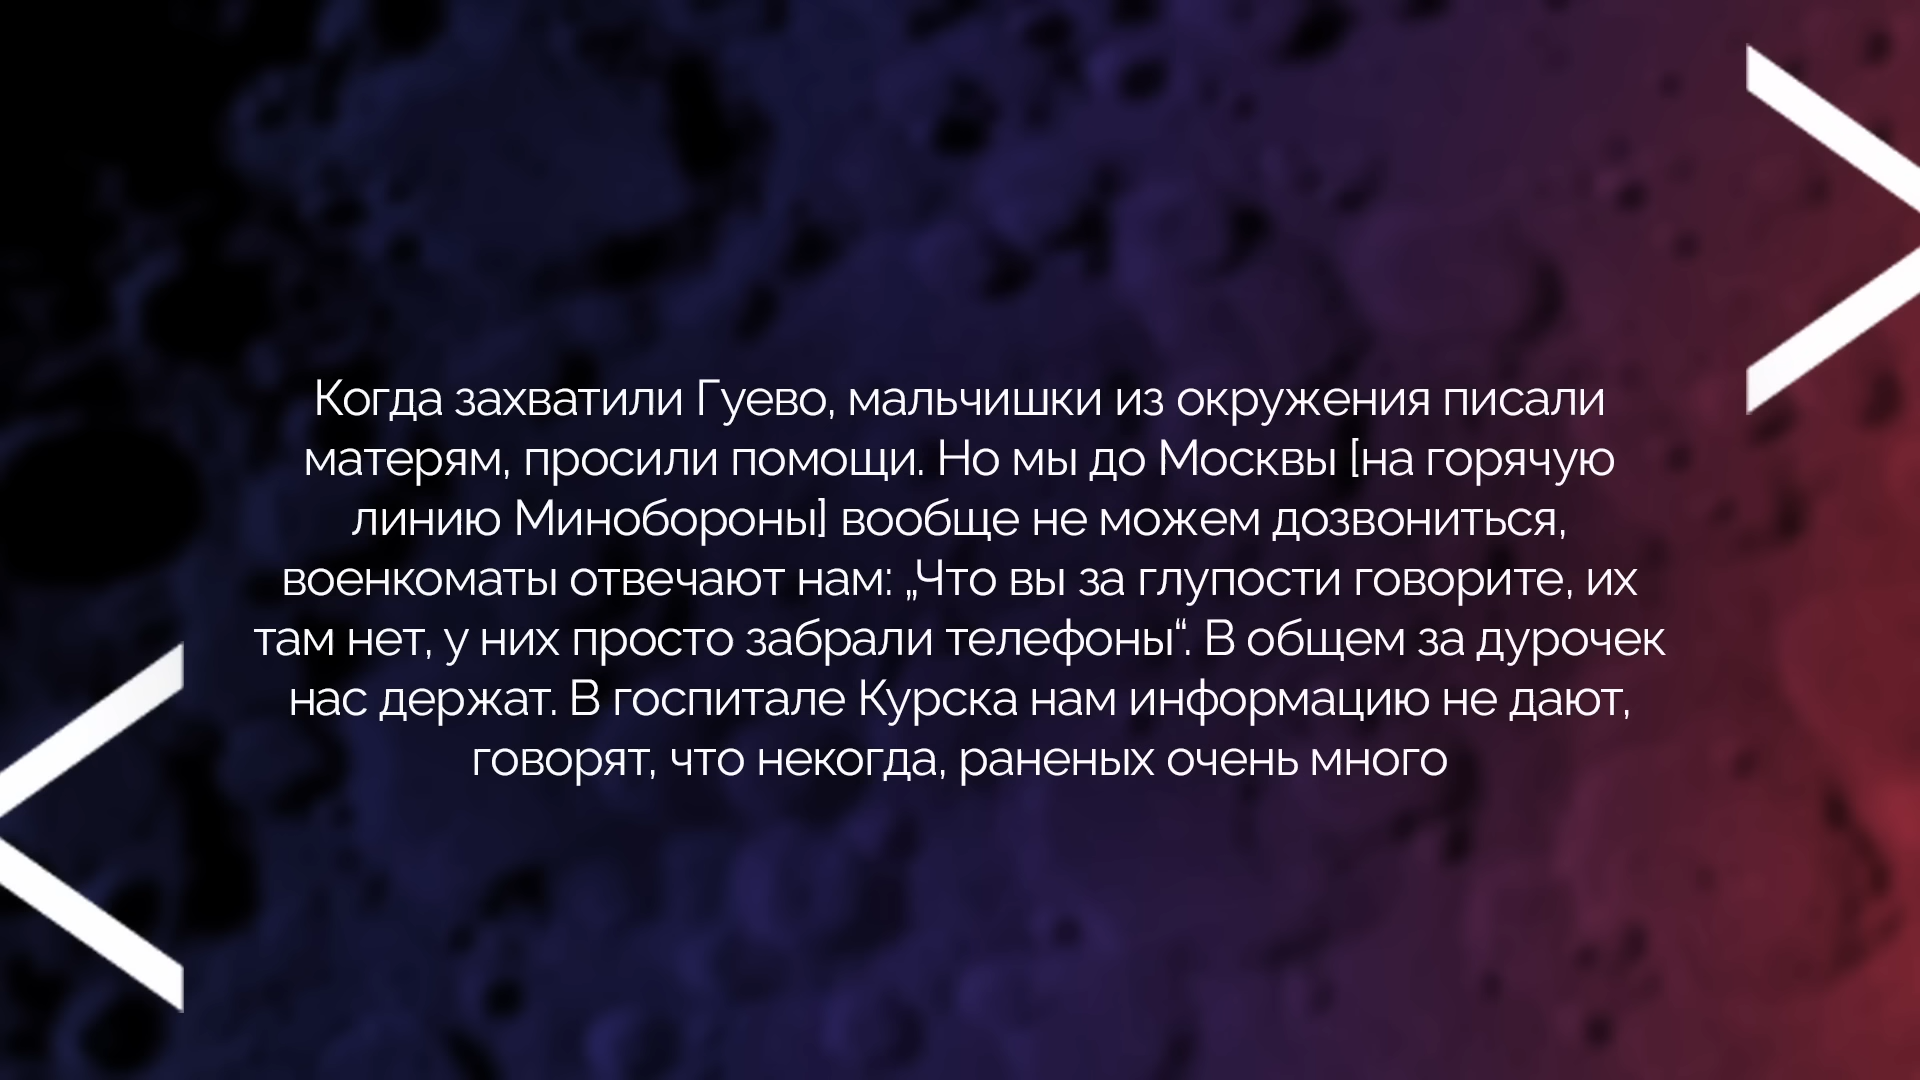 Когда захватили Гуево, мальчишки из окружения писали
матерям, просили помощи. Но мы до Москвы [на горячую
линию Минобороны] вообще не можем дозвониться,
военкоматы отвечают нам: „Что вы за глупости говорите, их
там нет, у них просто забрали телефоны“. В общем за дурочек
нас держат. В госпитале Курска нам информацию не дают,
говорят, что некогда, раненых очень много